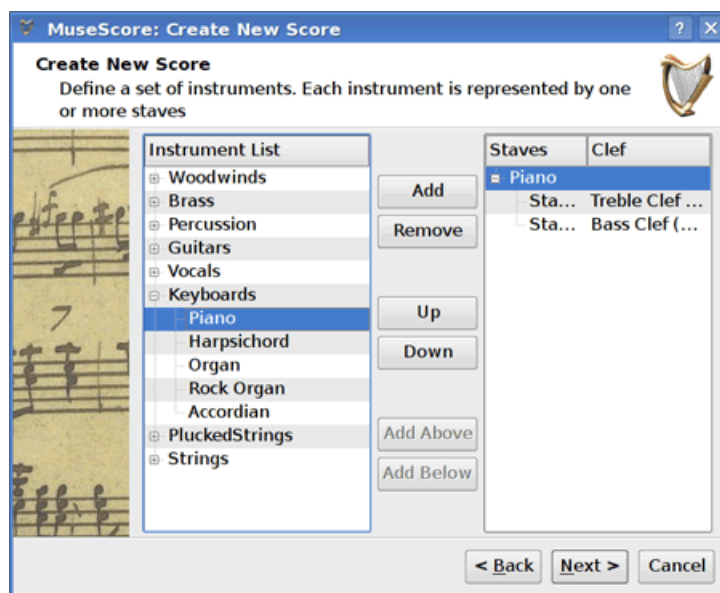 MuseScore: Create New Score
?
Create New Score
Define a set of instruments. Each instrument is represented by one
or more staves
Instrument List
Woodwinds
Brass
Percussion
Guitars
Vocals
Keyboards
Piano
Harpsichord
Organ
Rock Organ
Accordian
PluckedStrings
Strings
Add
Remove
Up
Down
Add Above
Add Below
Staves Clef
Piano
Sta... Treble Clef ...
Sta... Bass Clef (...
< Back Next > Cancel